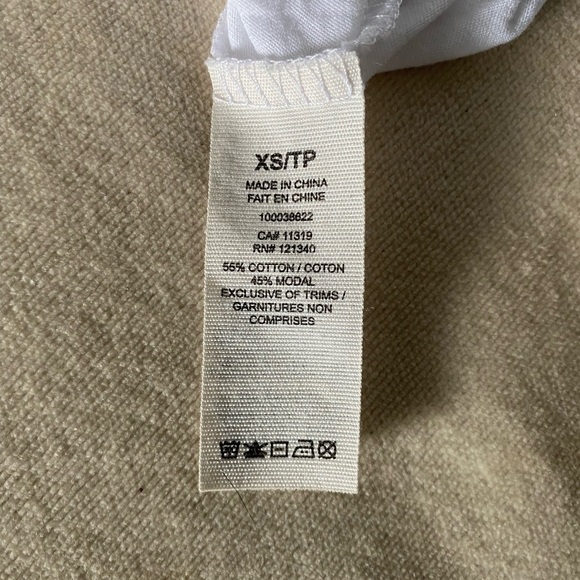 XS/TP
MADE IN CHINA
FAIT EN CHINE
100038622
CA# 11319
RN# 121340
55% COTTON / COTON
45% MODAL
EXCLUSIVE OF TRIMS /
GARNITURES NON
COMPRISES